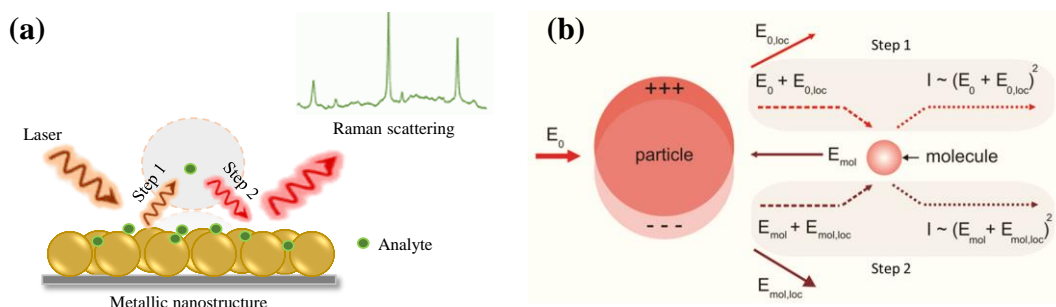 (a)
Raman scattering
Laser
Step 1
Step 2
Analyte
Metallic nanostructure
(b)
E0,loc
Step 1
E0 + E0,loc
I ~ (E0 + E0,loc)²
+++
E0
particle
Emol
molecule
- - -
Emol + Emol,loc
I ~ (Emol + Emol,loc)²
Step 2
Emol,loc